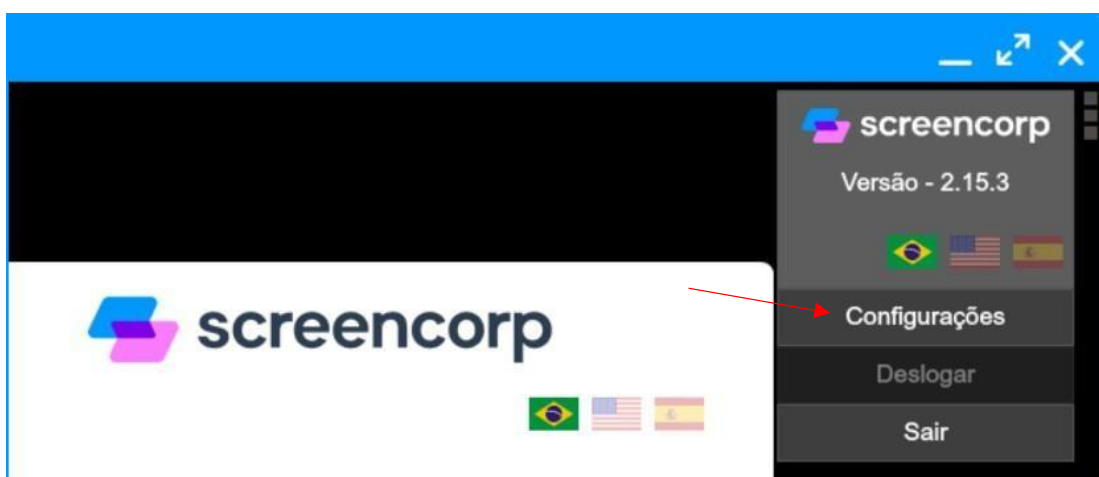 screencorp
Versão - 2.15.3
Configurações
Deslogar
Sair
screencorp